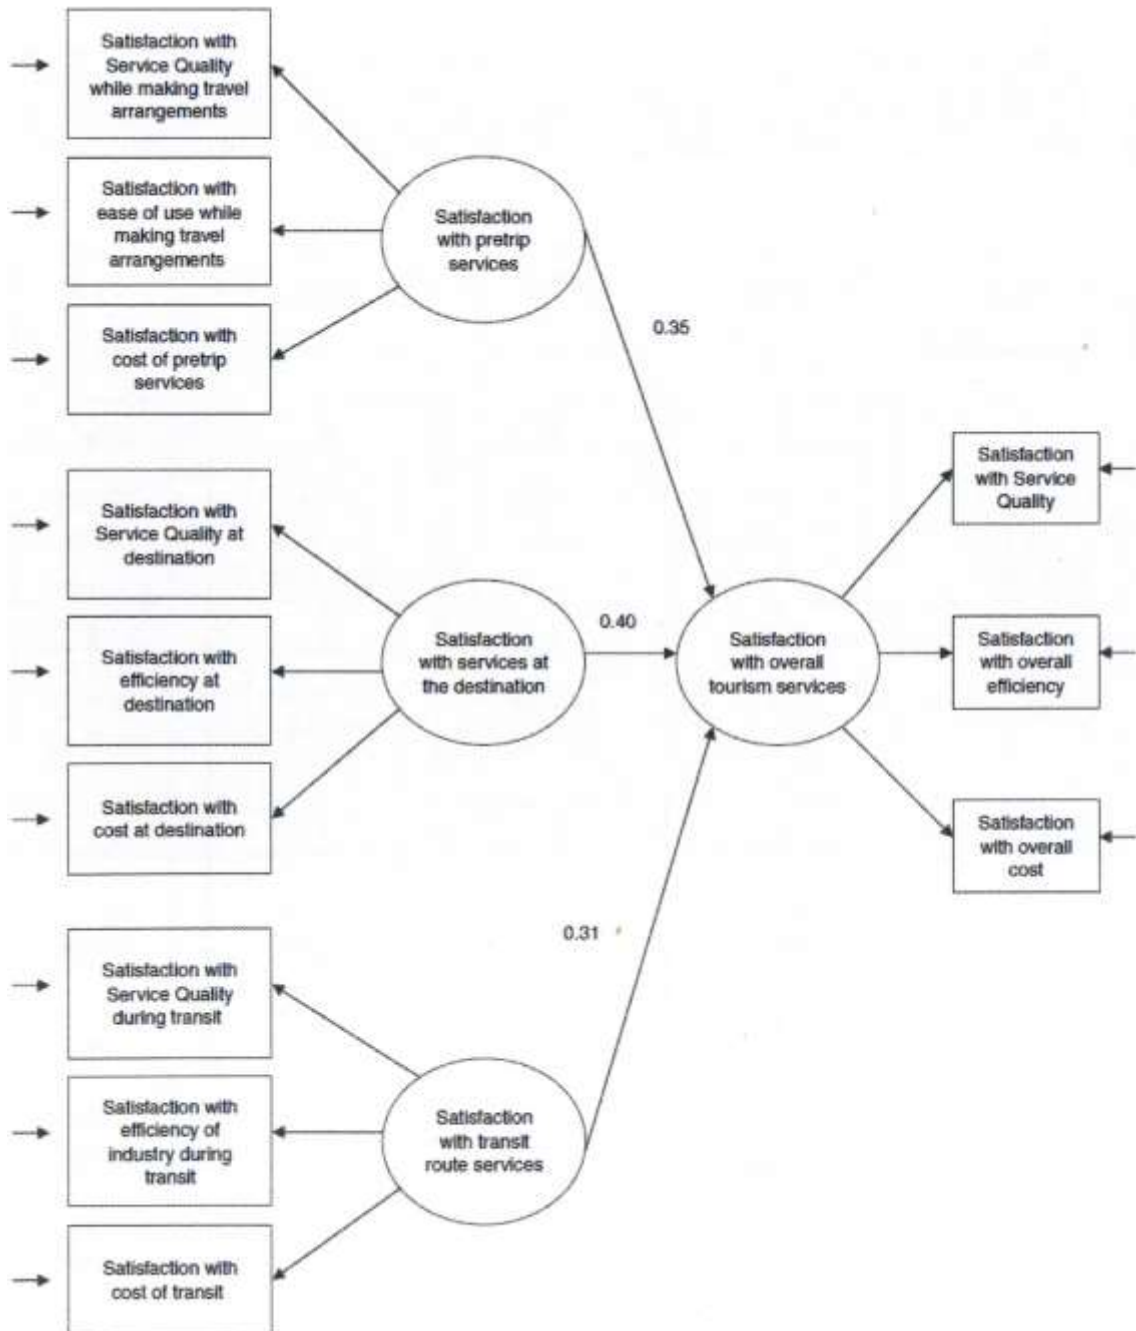 Satisfaction with
Service Quality
while making travel
arrangements
Satisfaction with
ease of use while
making travel
arrangements
Satisfaction with
cost of pretrip
services
Satisfaction
with pretrip
services
0.35
Satisfaction with
Service Quality at
destination
Satisfaction with
efficiency at
destination
Satisfaction with
cost at destination
Satisfaction
with services at
the destination
0.40
Satisfaction
with overall
tourism services
Satisfaction
with Service
Quality
Satisfaction
with overall
efficiency
Satisfaction
with overall
cost
0.31
Satisfaction with
Service Quality
during transit
Satisfaction with
efficiency of
industry during
transit
Satisfaction with
cost of transit
Satisfaction
with transit
route services